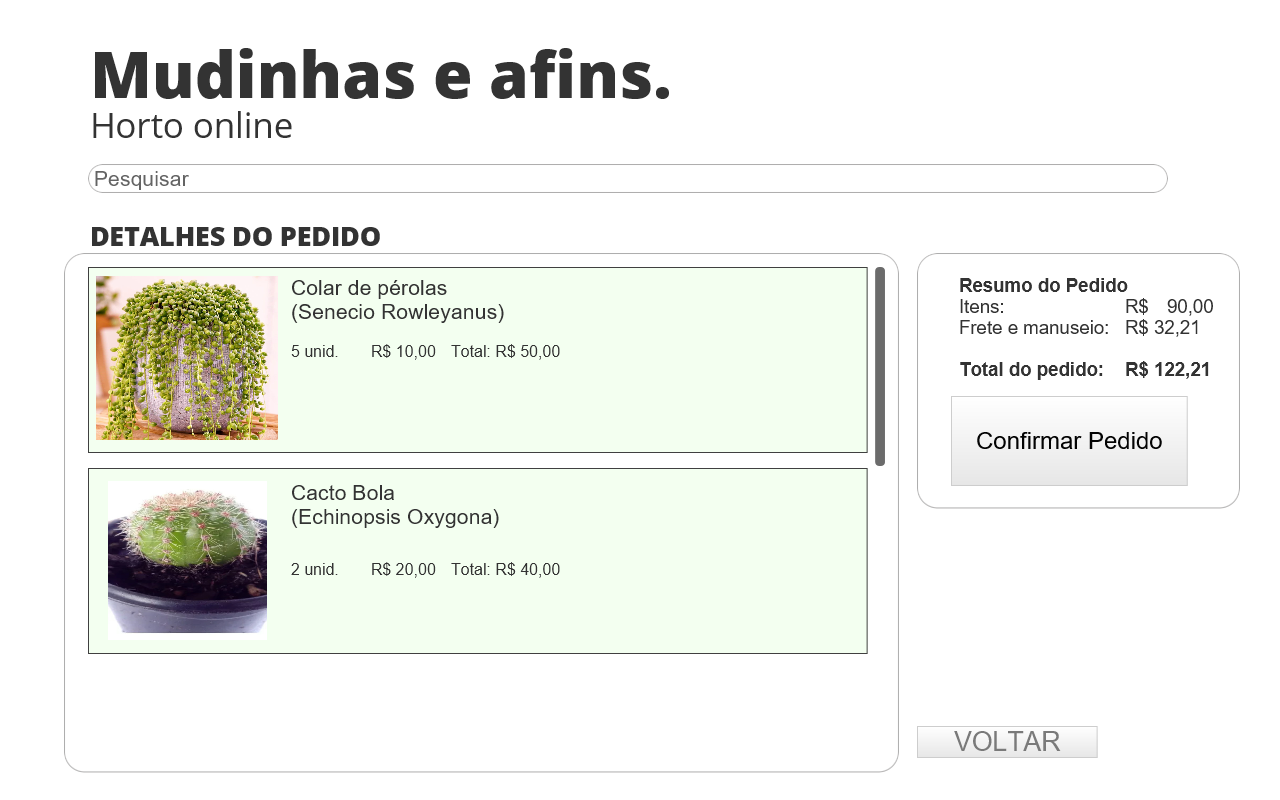 Mudinhas e afins.
Horto online
Pesquisar
DETALHES DO PEDIDO
Colar de pérolas
(Senecio Rowleyanus)
5 unid. R$ 10,00 Total: R$ 50,00
Cacto Bola
(Echinopsis Oxygona)
2 unid. R$ 20,00 Total: R$ 40,00
Resumo do Pedido
Itens: R$ 90,00
Frete e manuseio: R$ 32,21
Total do pedido: R$ 122,21
Confirmar Pedido
VOLTAR